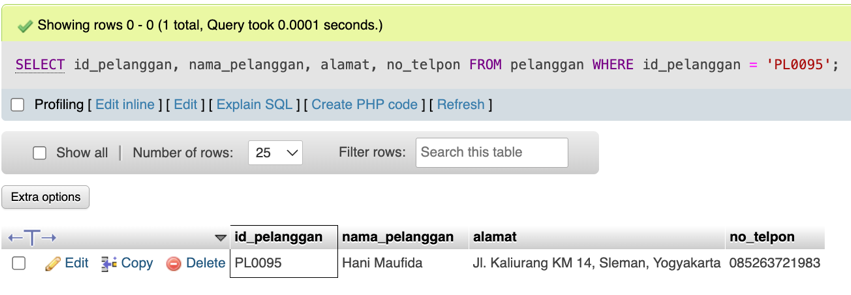 Showing rows 0 - 0 (1 total, Query took 0.0001 seconds.)
SELECT id_pelanggan, nama_pelanggan, alamat, no_telpon FROM pelanggan WHERE id_pelanggan = 'PL0095';
Profiling [ Edit inline ] [ Edit ] [ Explain SQL ] [ Create PHP code ] [ Refresh ]
Show all | Number of rows: 25 Filter rows: Search this table
Extra options
←T→ id_pelanggan nama_pelanggan alamat no_telpon
Edit Copy Delete PL0095 Hani Maufida Jl. Kaliurang KM 14, Sleman, Yogyakarta 085263721983